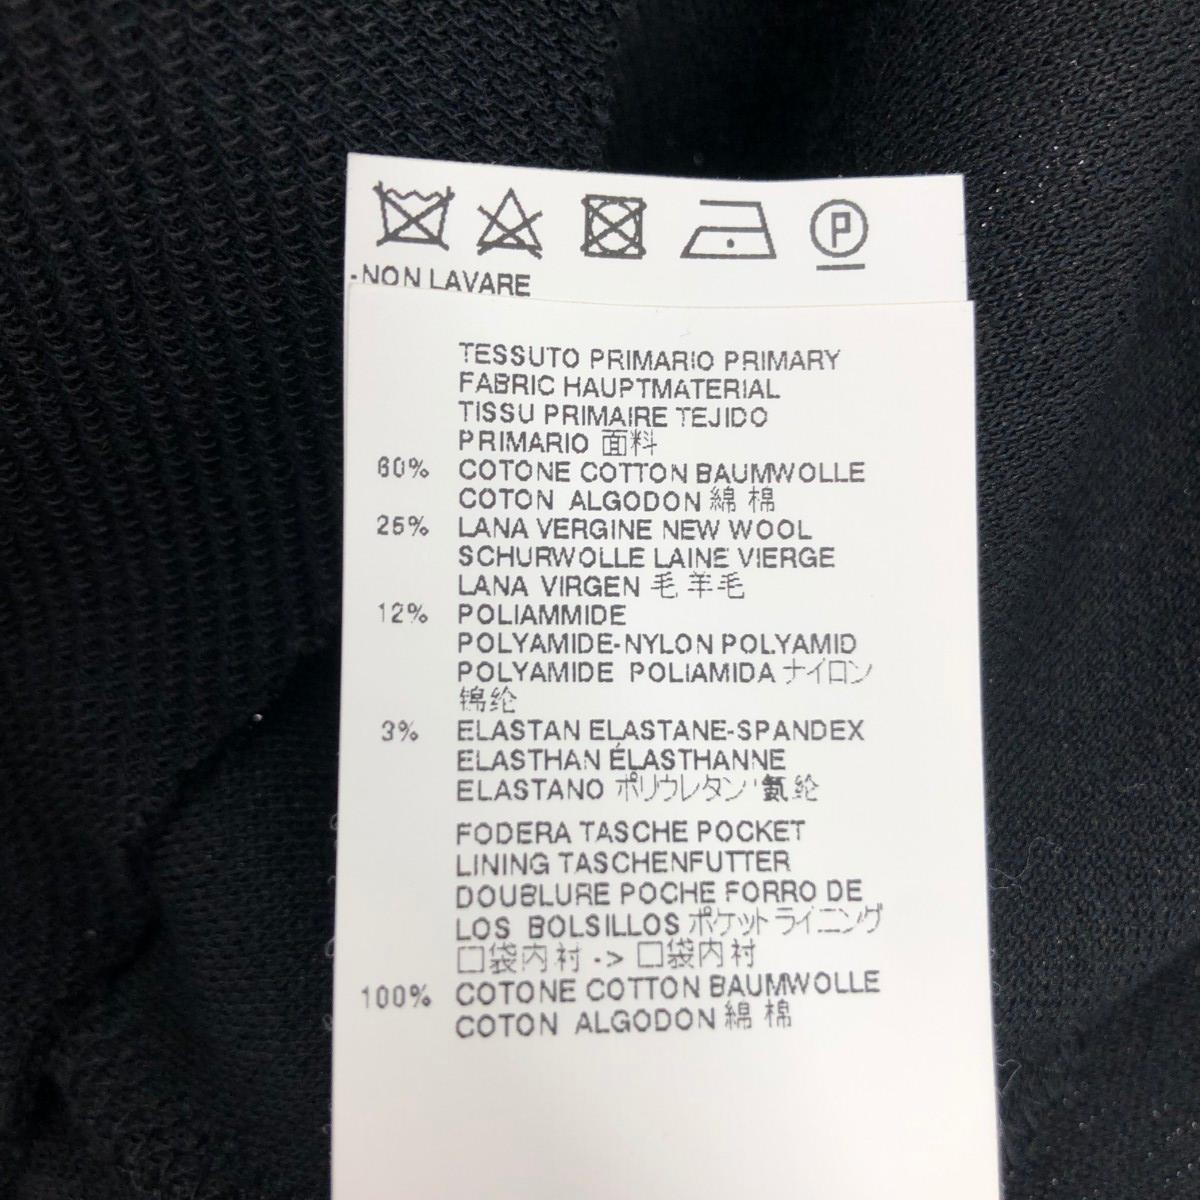 P
-NON LAVARE
TESSUTO PRIMARIO PRIMARY
FABRIC HAUPTMATERIAL
TISSU PRIMAIRE TEJIDO
PRIMARIO 面料
60% COTONE COTTON BAUMWOLLE
COTON ALGODON 綿 棉
25% LANA VERGINE NEW WOOL
SCHURWOLLE LAINE VIERGE
LANA VIRGEN 毛 羊毛
12% POLIAMMIDE
POLYAMIDE-NYLON POLYAMID
POLYAMIDE POLIAMIDA ナイロン
锦纶
3% ELASTAN ELASTANE-SPANDEX
ELASTHAN ÉLASTHANNE
ELASTANO ポリウレタン 氨纶
FODERA TASCHE POCKET
LINING TASCHENFUTTER
DOUBLURE POCHE FORRO DE
LOS BOLSILLOS ポケットライニング
口袋内衬 -> 口袋内衬
100% COTONE COTTON BAUMWOLLE
COTON ALGODON 綿 棉